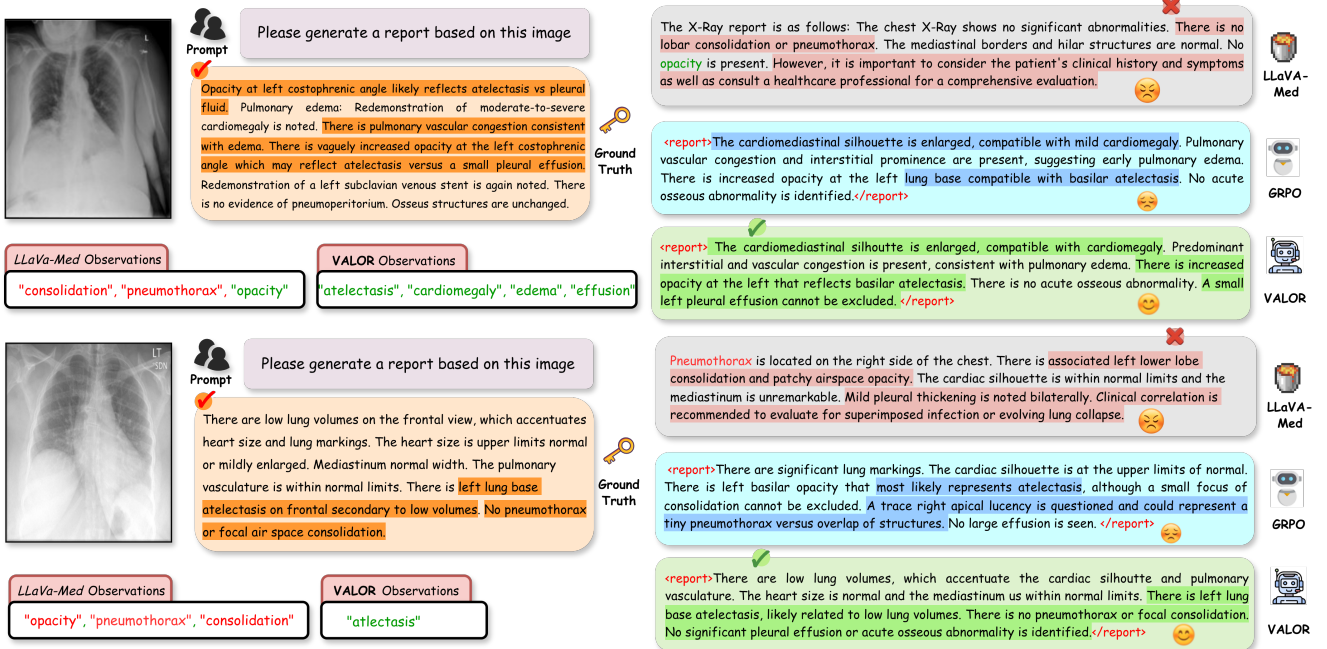 L
Prompt
Please generate a report based on this image
Opacity at left costophrenic angle likely reflects atelectasis vs pleural
fluid. Pulmonary edema: Redemonstration of moderate-to-severe
cardiomegaly is noted. There is pulmonary vascular congestion consistent
with edema. There is vaguely increased opacity at the left costophrenic
angle which may reflect atelectasis versus a small pleural effusion.
Redemonstration of a left subclavian venous stent is again noted. There
is no evidence of pneumoperitorium. Osseus structures are unchanged.
Ground
Truth
LLaVa-Med Observations
"consolidation", "pneumothorax", "opacity"
VALOR Observations
"atelectasis", "cardiomegaly", "edema", "effusion"
The X-Ray report is as follows: The chest X-Ray shows no significant abnormalities. There is
no lobar consolidation or pneumothorax. The mediastinal borders and hilar structures are normal. No
opacity is present. However, it is important to consider the patient's clinical history and symptoms
as well as consult a healthcare professional for a comprehensive evaluation.
LLaVA-
Med
<report>The cardiomediastinal silhouette is enlarged, compatible with mild cardiomegaly. Pulmonary
vascular congestion and interstitial prominence are present, suggesting early pulmonary edema.
There is increased opacity at the left lung base compatible with basilar atelectasis. No acute
osseous abnormality is identified.</report>
GRPO
<report> The cardiomediastinal silhoutte is enlarged, compatible with cardiomegaly. Predominant
interstitial and vascular congestion is present, consistent with pulmonary edema. There is increased
opacity at the left that reflects basilar atelectasis. There is no acute osseous abnormality. A small
left pleural effusion cannot be excluded. </report>
VALOR
LT
SDN
Prompt
Please generate a report based on this image
There are low lung volumes on the frontal view, which accentuates
heart size and lung markings. The heart size is upper limits normal
or mildly enlarged. Mediastinum normal width. The pulmonary
vasculature is within normal limits. There is left lung base
atelectasis on frontal secondary to low volumes. No pneumothorax
or focal air space consolidation.
Ground
Truth
LLaVa-Med Observations
"opacity", "pneumothorax", "consolidation"
VALOR Observations
"atlectasis"
Pneumothorax is located on the right side of the chest. There is associated left lower lobe
consolidation and patchy airspace opacity. The cardiac silhouette is within normal limits and the
mediastinum is unremarkable. Mild pleural thickening is noted bilaterally. Clinical correlation is
recommended to evaluate for superimposed infection or evolving lung collapse.
LLaVA-
Med
<report>There are significant lung markings. The cardiac silhouette is at the upper limits of normal.
There is left basilar opacity that most likely represents atelectasis, although a small focus of
consolidation cannot be excluded. A trace right apical lucency is questioned and could represent a
tiny pneumothorax versus overlap of structures. No large effusion is seen. </report>
GRPO
<report>There are low lung volumes, which accentuate the cardiac silhoutte and pulmonary
vasculature. The heart size is normal and the mediastinum us within normal limits. There is left lung
base atelectasis, likely related to low lung volumes. There is no pneumothorax or focal consolidation.
No significant pleural effusion or acute osseous abnormality is identified.</report>
VALOR